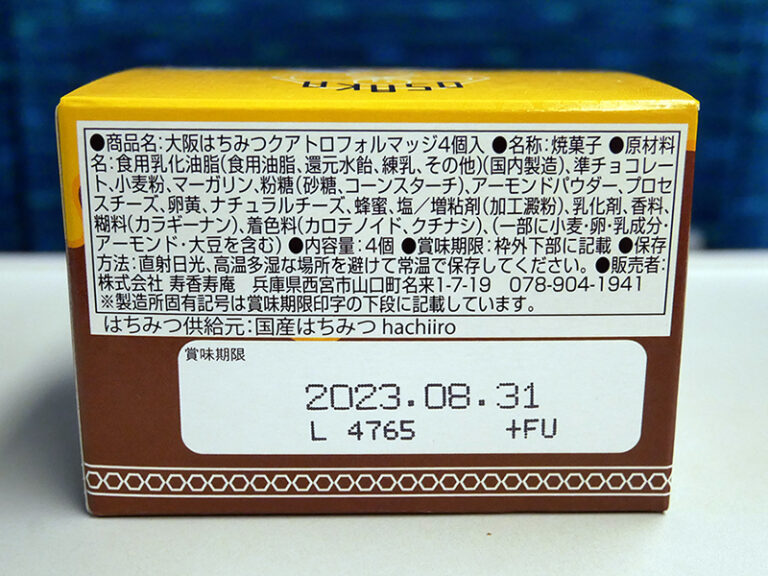 OSAKA
●商品名:大阪はちみつクアトロフォルマッジ4個入 ●名称:焼菓子 ●原材料
名:食用乳化油脂(食用油脂、還元水飴、練乳、その他)(国内製造)、準チョコレー
ト、小麦粉、マーガリン、粉糖(砂糖、コーンスターチ)、アーモンドパウダー、プロセ
スチーズ、卵黄、ナチュラルチーズ、蜂蜜、塩／増粘剤(加工澱粉)、乳化剤、香料、
糊料(カラギーナン)、着色料(カロテノイド、クチナシ)、(一部に小麦・卵・乳成分・
アーモンド・大豆を含む) ●内容量:4個 ●賞味期限:枠外下部に記載 ●保存
方法:直射日光、高温多湿な場所を避けて常温で保存してください。●販売者:
株式会社 寿香寿庵 兵庫県西宮市山口町名来1-7-19 078-904-1941
※製造所固有記号は賞味期限印字の下段に記載しています。
はちみつ供給元:国産はちみつ hachiiro
賞味期限
2023.08.31
L 4765 +FU